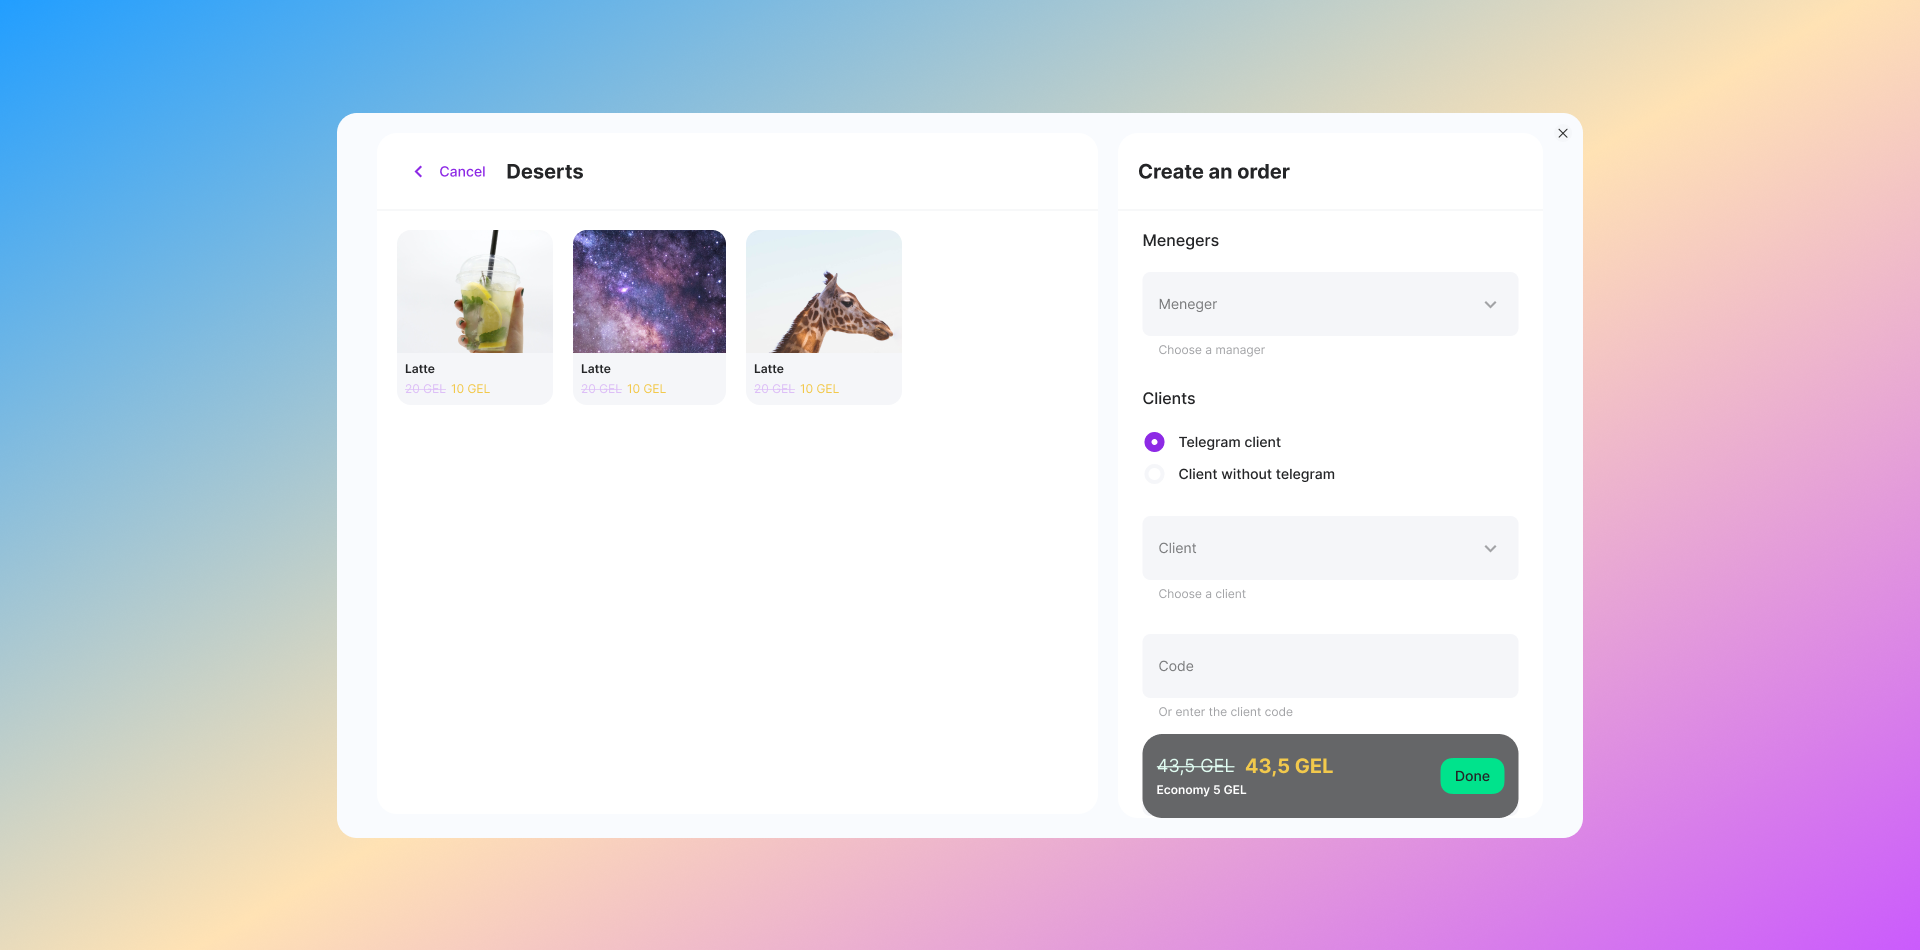 Cancel Deserts
Latte
20 GEL 10 GEL
Latte
20 GEL 10 GEL
Latte
20 GEL 10 GEL
Create an order
Menegers
Meneger
Choose a manager
Clients
Telegram client
Client without telegram
Client
Choose a client
Code
Or enter the client code
43,5 GEL 43,5 GEL
Economy 5 GEL
Done